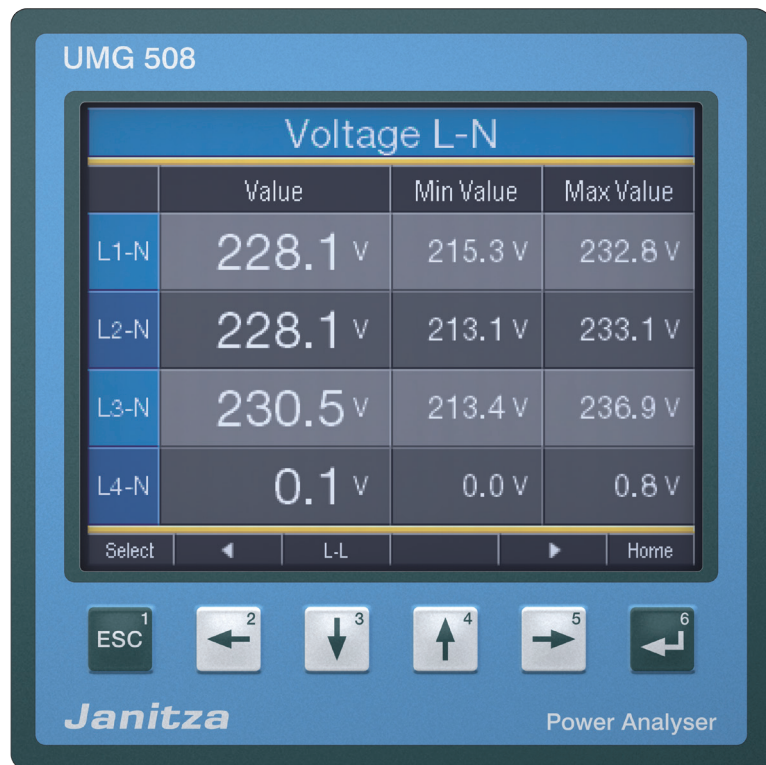 UMG 508
Voltage L-N
Value Min Value Max Value
L1-N 228.1 V 215.3 V 232.8 V
L2-N 228.1 V 213.1 V 233.1 V
L3-N 230.5 V 213.4 V 236.9 V
L4-N 0.1 V 0.0 V 0.8 V
Select ◀ L-L ▶ Home
ESC 1 ← 2 ↓ 3 ↑ 4 → 5 ↵ 6
Janitza Power Analyser